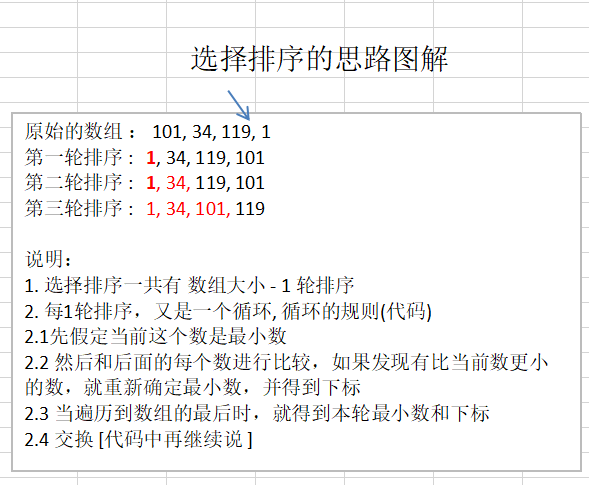 选择排序的思路图解
原始的数组 ： 101, 34, 119, 1
第一轮排序 :  1, 34, 119, 101
第二轮排序 :  1, 34, 119, 101
第三轮排序 :  1, 34, 101, 119
说明：
1. 选择排序一共有 数组大小 - 1 轮排序
2. 每1轮排序，又是一个循环, 循环的规则(代码)
2.1先假定当前这个数是最小数
2.2 然后和后面的每个数进行比较，如果发现有比当前数更小
的数，就重新确定最小数，并得到下标
2.3 当遍历到数组的最后时，就得到本轮最小数和下标
2.4 交换 [代码中再继续说 ]